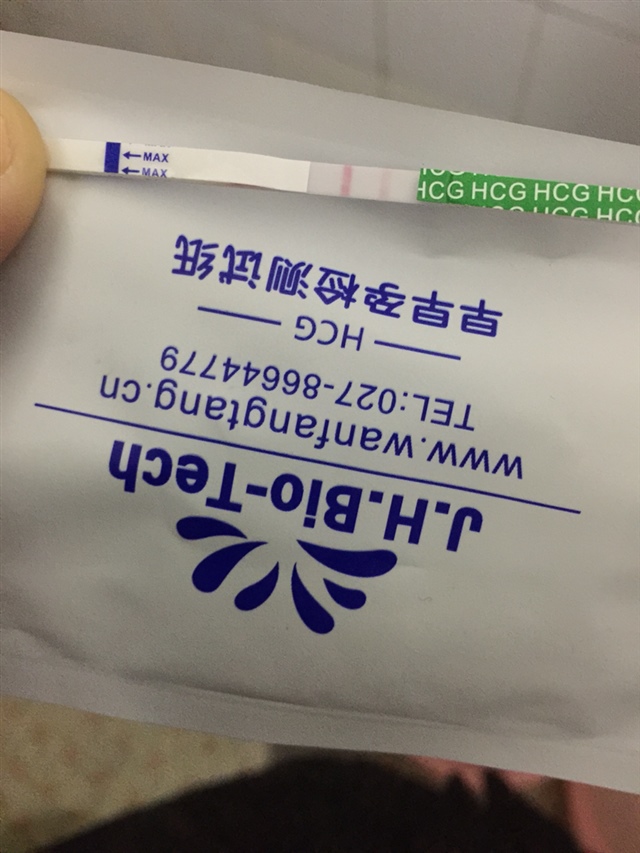 ←MAX
←MAX
HCG HCG HCG HCG
J.H.Bio-Tech
www.wanfangtang.cn
TEL:027-86644779
HCG
早早孕检测试纸